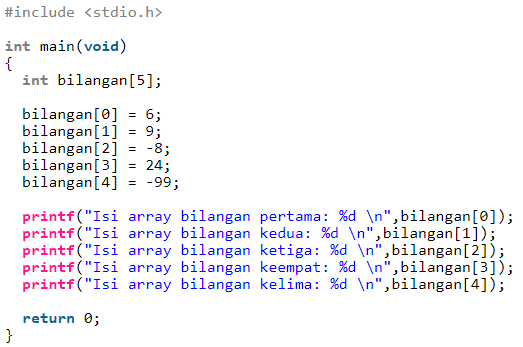 #include <stdio.h>

int main(void)
{
  int bilangan[5];

  bilangan[0] = 6;
  bilangan[1] = 9;
  bilangan[2] = -8;
  bilangan[3] = 24;
  bilangan[4] = -99;

  printf("Isi array bilangan pertama: %d \n",bilangan[0]);
  printf("Isi array bilangan kedua: %d \n",bilangan[1]);
  printf("Isi array bilangan ketiga: %d \n",bilangan[2]);
  printf("Isi array bilangan keempat: %d \n",bilangan[3]);
  printf("Isi array bilangan kelima: %d \n",bilangan[4]);

  return 0;
}